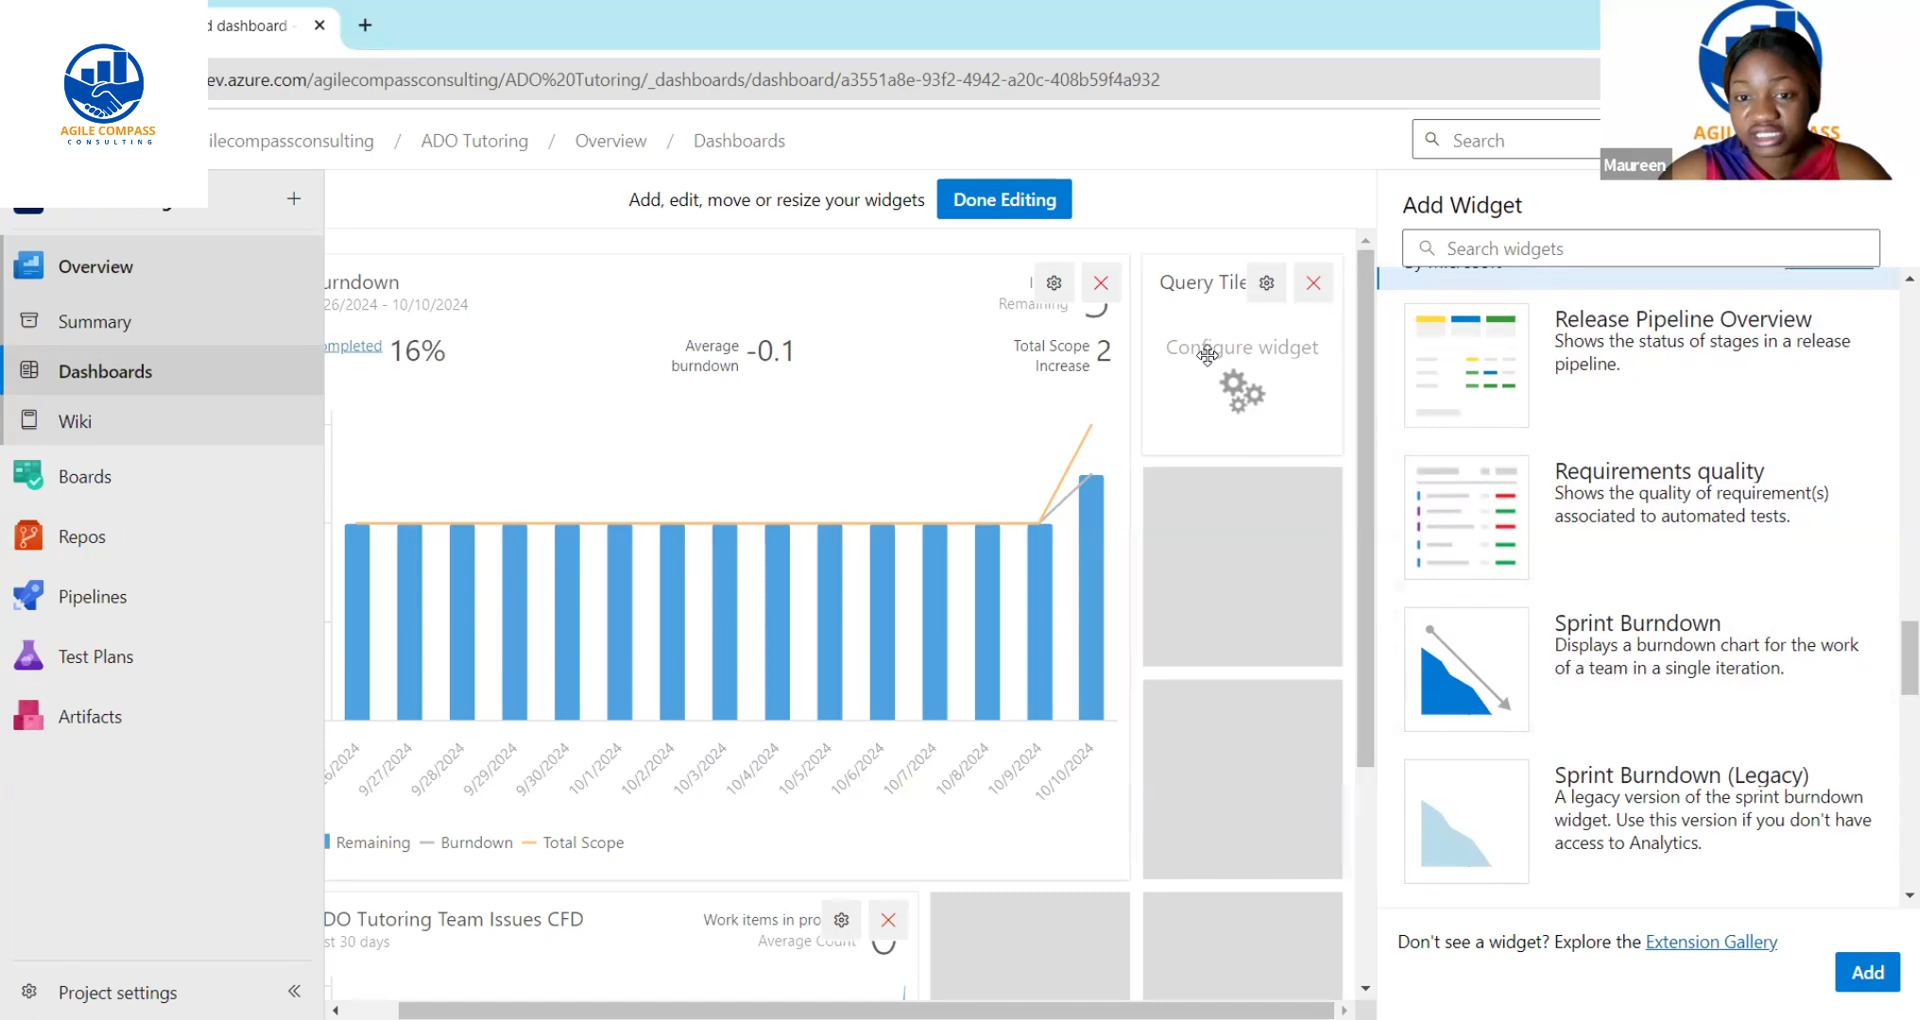 d dashboard -
ev.azure.com/agilecompassconsulting/ADO%20Tutoring/_dashboards/dashboard/a3551a8e-93f2-4942-a20c-408b59f4a932
AGILE COMPASS
CONSULTING
ilecompassconsulting / ADO Tutoring / Overview / Dashboards
Search
Maureen
Add, edit, move or resize your widgets
Done Editing
Overview
Summary
Dashboards
Wiki
Boards
Repos
Pipelines
Test Plans
Artifacts
Project settings
urndown
26/2024 - 10/10/2024
Remaining
ompleted 16%
Average
burndown -0.1
Total Scope
Increase 2
6/2024 9/27/2024 9/28/2024 9/29/2024 9/30/2024 10/1/2024 10/2/2024 10/3/2024 10/4/2024 10/5/2024 10/6/2024 10/7/2024 10/8/2024 10/9/2024 10/10/2024
Remaining Burndown Total Scope
Query Tile
Configure widget
DO Tutoring Team Issues CFD
st 30 days
Work items in pro
Average Count
Add Widget
Search widgets
By Microsoft
Release Pipeline Overview
Shows the status of stages in a release
pipeline.
Requirements quality
Shows the quality of requirement(s)
associated to automated tests.
Sprint Burndown
Displays a burndown chart for the work
of a team in a single iteration.
Sprint Burndown (Legacy)
A legacy version of the sprint burndown
widget. Use this version if you don't have
access to Analytics.
Don't see a widget? Explore the Extension Gallery
Add